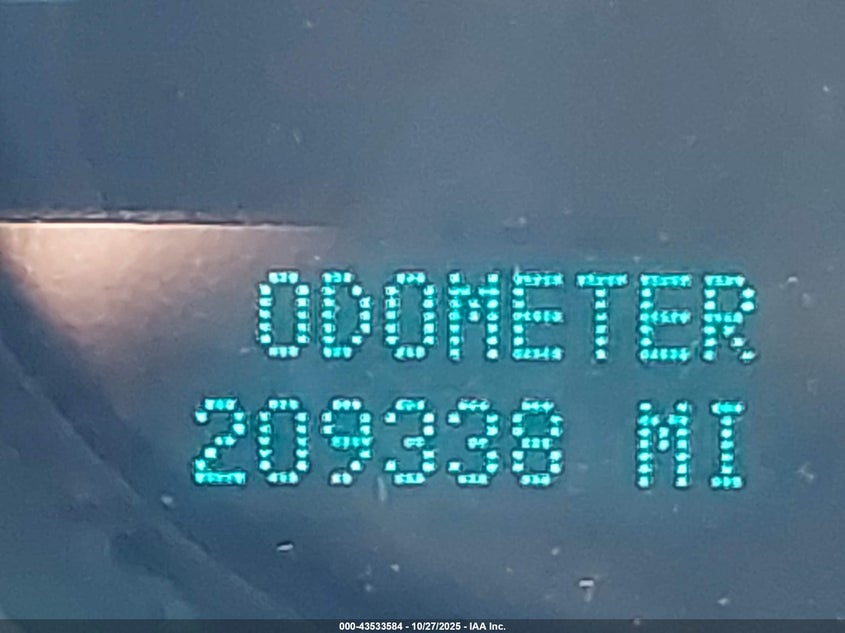 ODOMETER
209338 MI
000-43533584 - 10/27/2025 - IAA Inc.